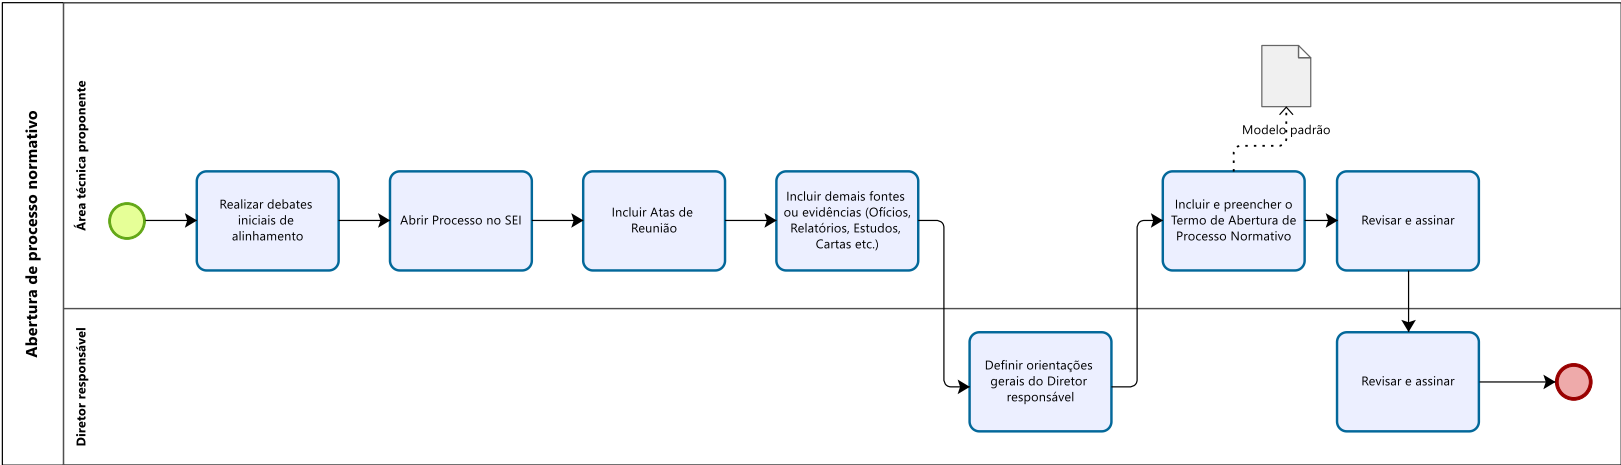 Abertura de processo normativo
Área técnica proponente
Realizar debates
iniciais de
alinhamento
Abrir Processo no SEI
Incluir Atas de
Reunião
Incluir demais fontes
ou evidências (Ofícios,
Relatórios, Estudos,
Cartas etc.)
Modelo padrão
Incluir e preencher o
Termo de Abertura de
Processo Normativo
Revisar e assinar
Diretor responsável
Definir orientações
gerais do Diretor
responsável
Revisar e assinar